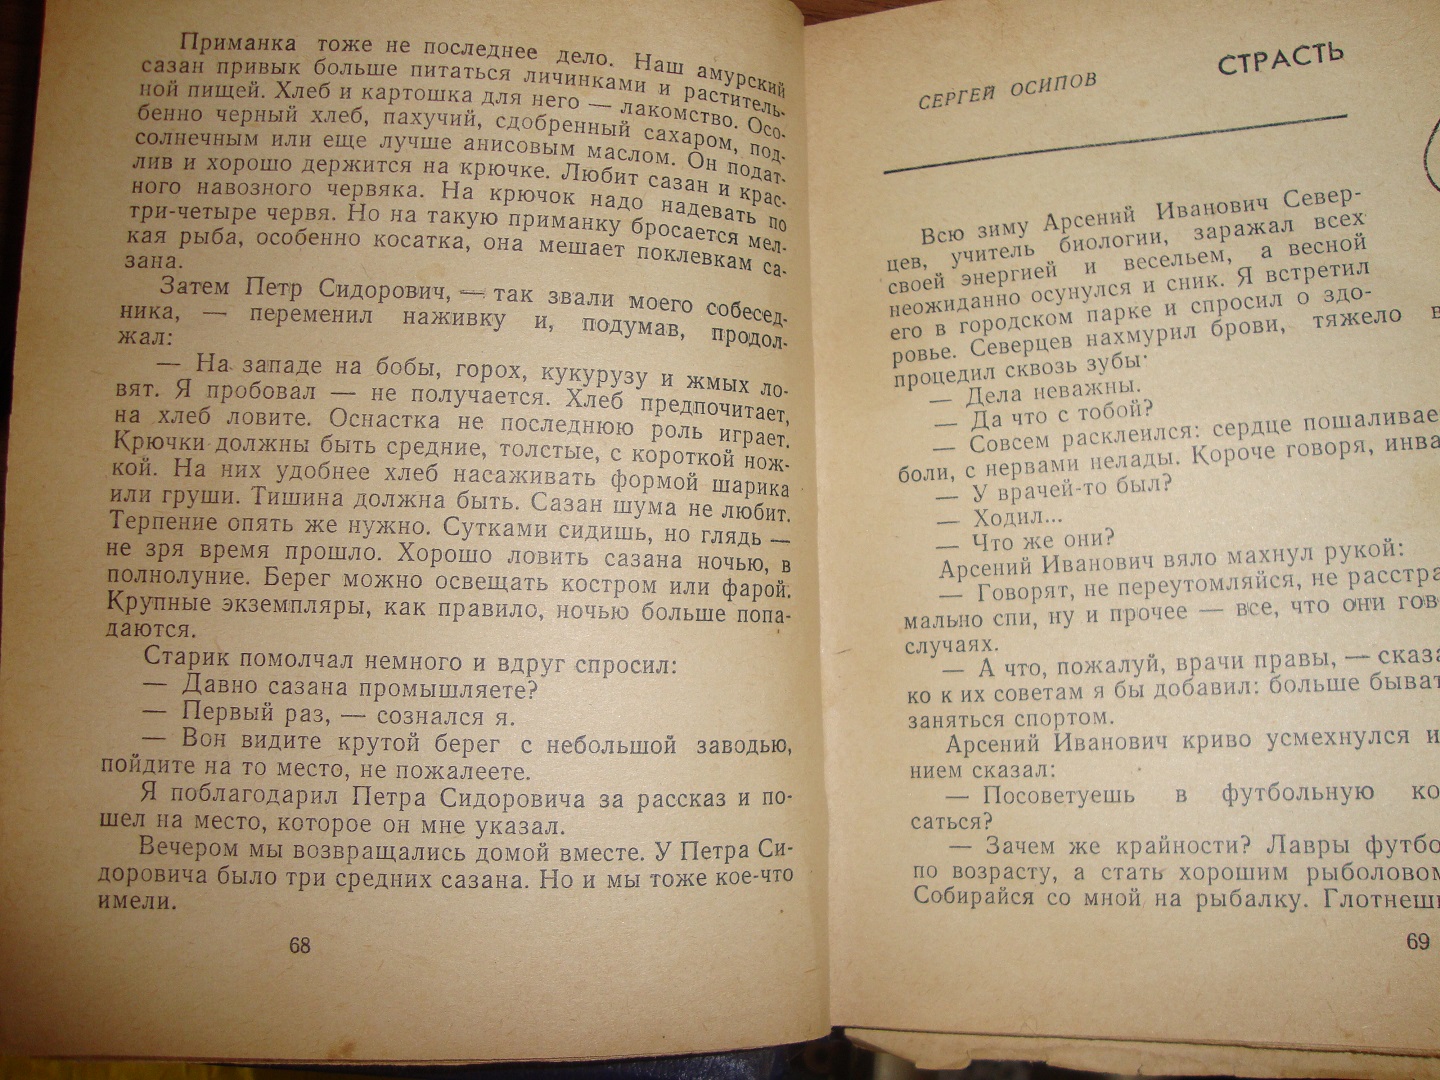 Приманка тоже не последнее дело. Наш амурский
сазан привык больше питаться личинками и раститель-
ной пищей. Хлеб и картошка для него — лакомство. Осо-
бенно черный хлеб, пахучий, сдобренный сахаром, под-
солнечным или еще лучше анисовым маслом. Он подат-
лив и хорошо держится на крючке. Любит сазан и крас-
ного навозного червяка. На крючок надо надевать по
три-четыре червя. Но на такую приманку бросается мел-
кая рыба, особенно косатка, она мешает поклевкам са-
зана.
Затем Петр Сидорович, — так звали моего собесед-
ника, — переменил наживку и, подумав, продол-
жал:
— На западе на бобы, горох, кукурузу и жмых ло-
вят. Я пробовал — не получается. Хлеб предпочитает,
на хлеб ловите. Оснастка не последнюю роль играет.
Крючки должны быть средние, толстые, с короткой нож-
кой. На них удобнее хлеб насаживать формой шарика
или груши. Тишина должна быть. Сазан шума не любит.
Терпение опять же нужно. Сутками сидишь, но глядь —
не зря время прошло. Хорошо ловить сазана ночью, в
полнолуние. Берег можно освещать костром или фарой.
Крупные экземпляры, как правило, ночью больше попа-
даются.
Старик помолчал немного и вдруг спросил:
— Давно сазана промышляете?
— Первый раз, — сознался я.
— Вон видите крутой берег с небольшой заводью,
пойдите на то место, не пожалеете.
Я поблагодарил Петра Сидоровича за рассказ и по-
шел на место, которое он мне указал.
Вечером мы возвращались домой вместе. У Петра Си-
доровича было три средних сазана. Но и мы тоже кое-что
имели.
68
СЕРГЕЙ ОСИПОВ
СТРАСТЬ
Всю зиму Арсений Иванович Север-
цев, учитель биологии, заражал всех
своей энергией и весельем, а весной
неожиданно осунулся и сник. Я встретил
его в городском парке и спросил о здо-
ровье. Северцев нахмурил брови, тяжело в
процедил сквозь зубы
— Дела неважны.
— Да что с тобой?
— Совсем расклеился: сердце пошаливае
боли, с нервами нелады. Короче говоря, инва
— У врачей-то был?
— Ходил...
— Что же они?
Арсений Иванович вяло махнул рукой:
— Говорят, не переутомляйся, не расстра
мально спи, ну и прочее — все, что они гов
случаях.
— А что, пожалуй, врачи правы, — сказа
ко к их советам я бы добавил: больше быват
заняться спортом.
Арсений Иванович криво усмехнулся и
нием сказал:
— Посоветуешь в футбольную ко
саться?
— Зачем же крайности? Лавры футбо
по возрасту, а стать хорошим рыболовом
Собирайся со мной на рыбалку. Глотнешь
69